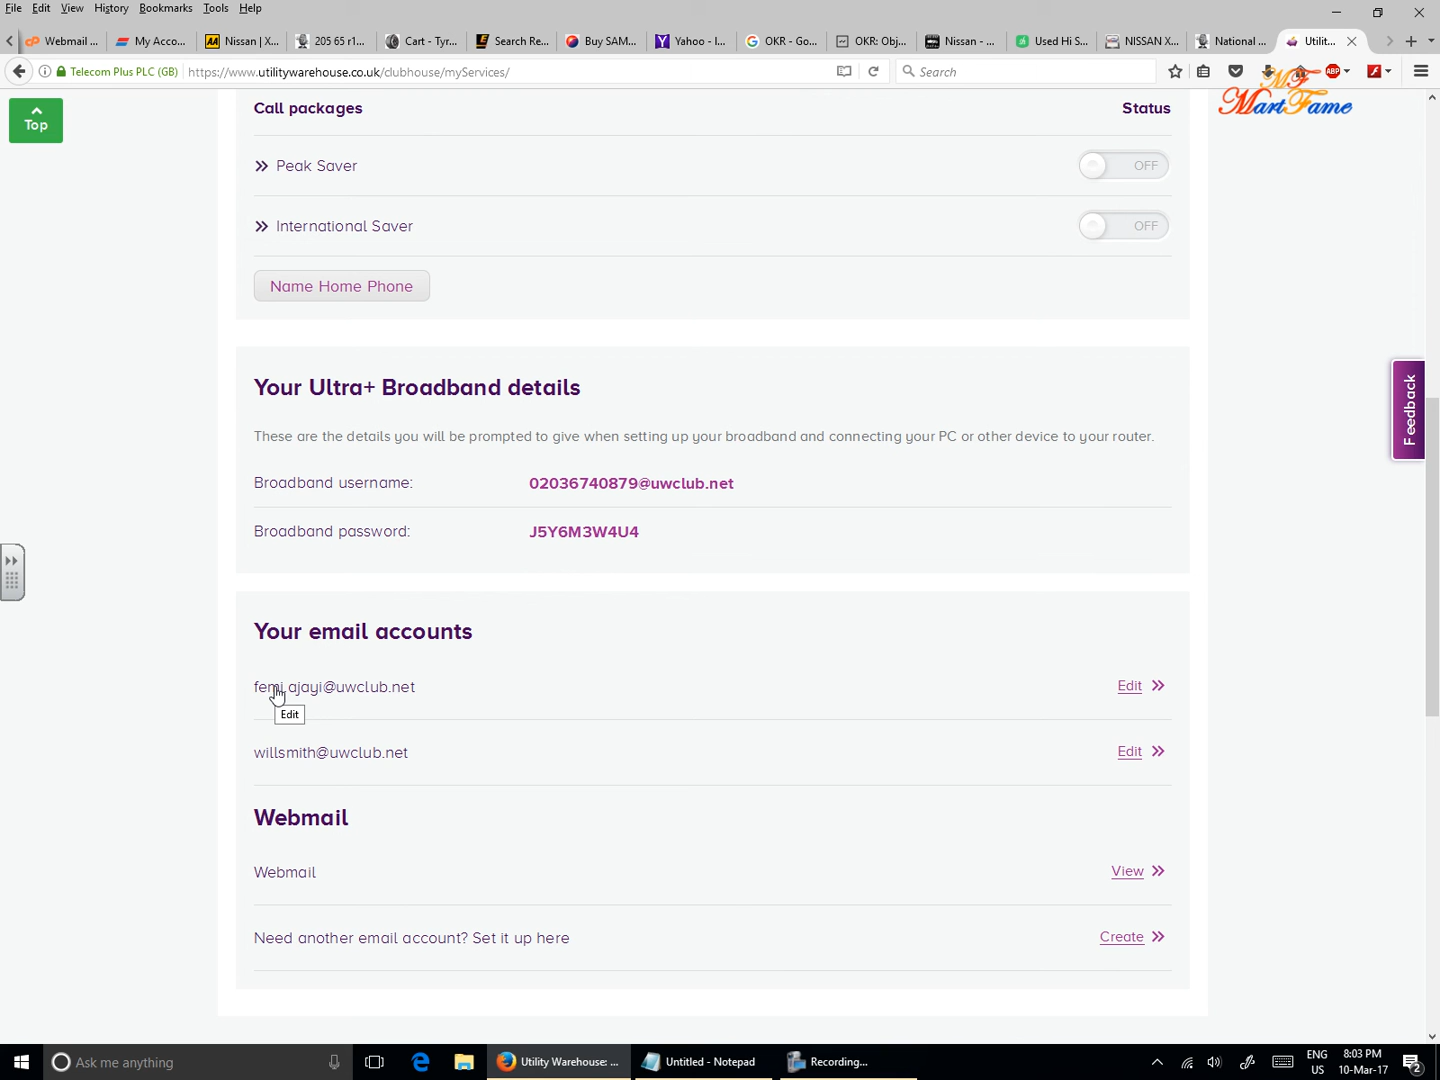 File Edit View History Bookmarks Tools Help
Webmail ... My Acco... Nissan | X... 205 65 r1... Cart - Tyr... Search Re... Buy SAM... Yahoo - I... OKR - Go... OKR: Obj... Nissan - ... Used Hi S... NISSAN X... National ... Utilit...
Telecom Plus PLC (GB) https://www.utilitywarehouse.co.uk/clubhouse/myServices/ Search
ABP
MF
MartFame
Top
Call packages Status
Peak Saver OFF
International Saver OFF
Name Home Phone
Your Ultra+ Broadband details
These are the details you will be prompted to give when setting up your broadband and connecting your PC or other device to your router.
Broadband username: 02036740879@uwclub.net
Broadband password: J5Y6M3W4U4
Feedback
Your email accounts
femi.ajayi@uwclub.net Edit
Edit
willsmith@uwclub.net Edit
Webmail
Webmail View
Need another email account? Set it up here Create
Ask me anything Utility Warehouse: ... Untitled - Notepad Recording... ENG 8:03 PM
US 10-Mar-17 2